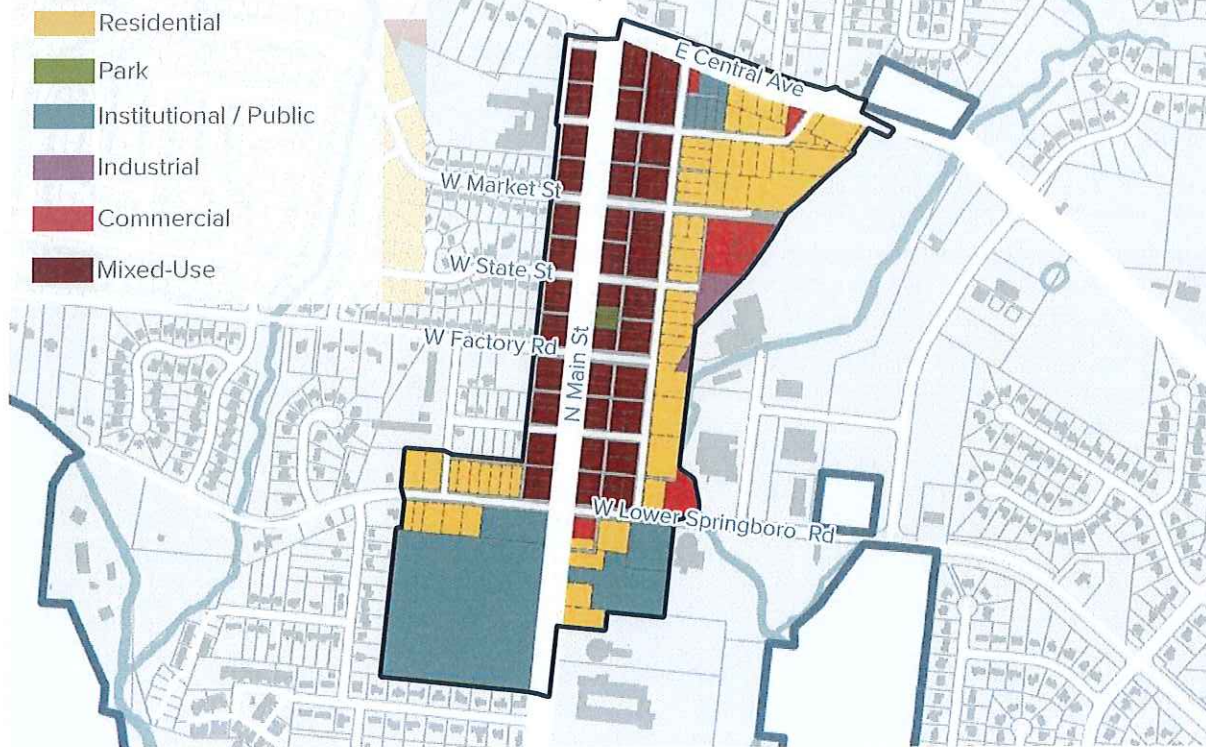 Residential
Park
Institutional / Public
Industrial
Commercial
Mixed-Use
E Central Ave
W Market St
W State St
W Factory Rd
N Main St
W Lower Springboro Rd